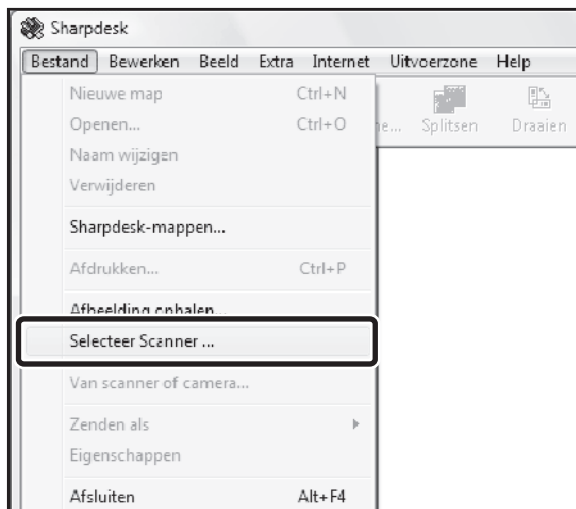 Sharpdesk
Bestand Bewerken Beeld Extra Internet Uitvoerzone Help
Nieuwe map Ctrl+N
Openen... Ctrl+O
Splitsen Draaien
Naam wijzigen
Verwijderen
Sharpdesk-mappen...
Afdrukken... Ctrl+P
Afbeelding ophalen...
Selecteer Scanner ...
Van scanner of camera...
Zenden als
Eigenschappen
Afsluiten Alt+F4